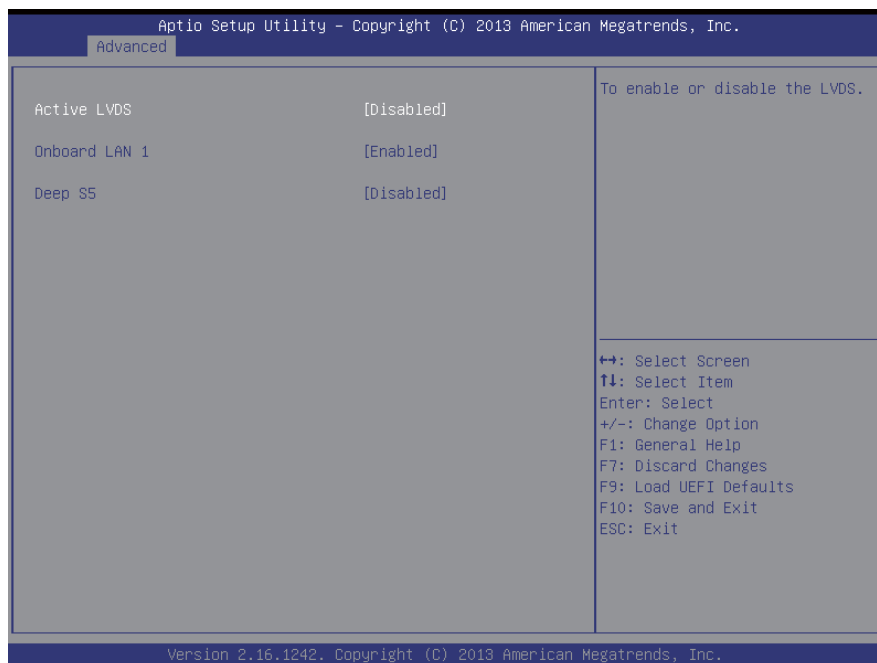 Aptio Setup Utility – Copyright (C) 2013 American Megatrends, Inc.
Advanced
Active LVDS [Disabled]
Onboard LAN 1 [Enabled]
Deep S5 [Disabled]
To enable or disable the LVDS.
↔: Select Screen
↑↓: Select Item
Enter: Select
+/-: Change Option
F1: General Help
F7: Discard Changes
F9: Load UEFI Defaults
F10: Save and Exit
ESC: Exit
Version 2.16.1242. Copyright (C) 2013 American Megatrends, Inc.